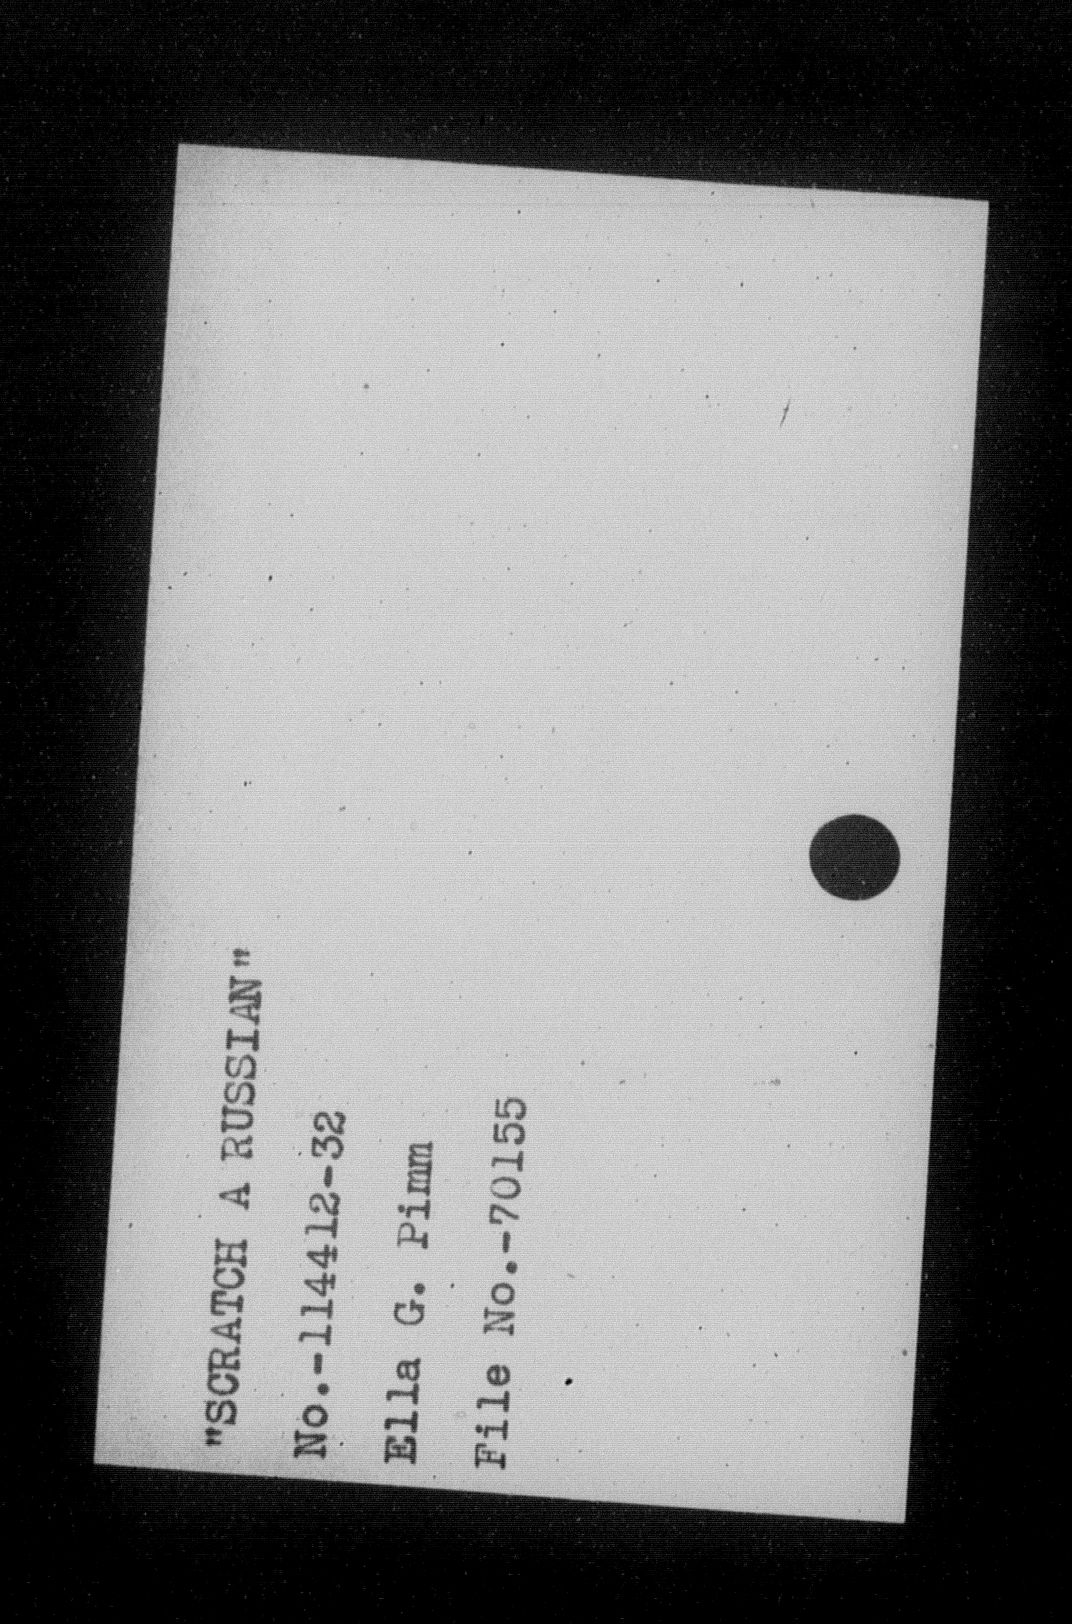 "SCRATCH A RUSSIAN"
No.-114412-32
Ella G. Pimm
File No.-70155